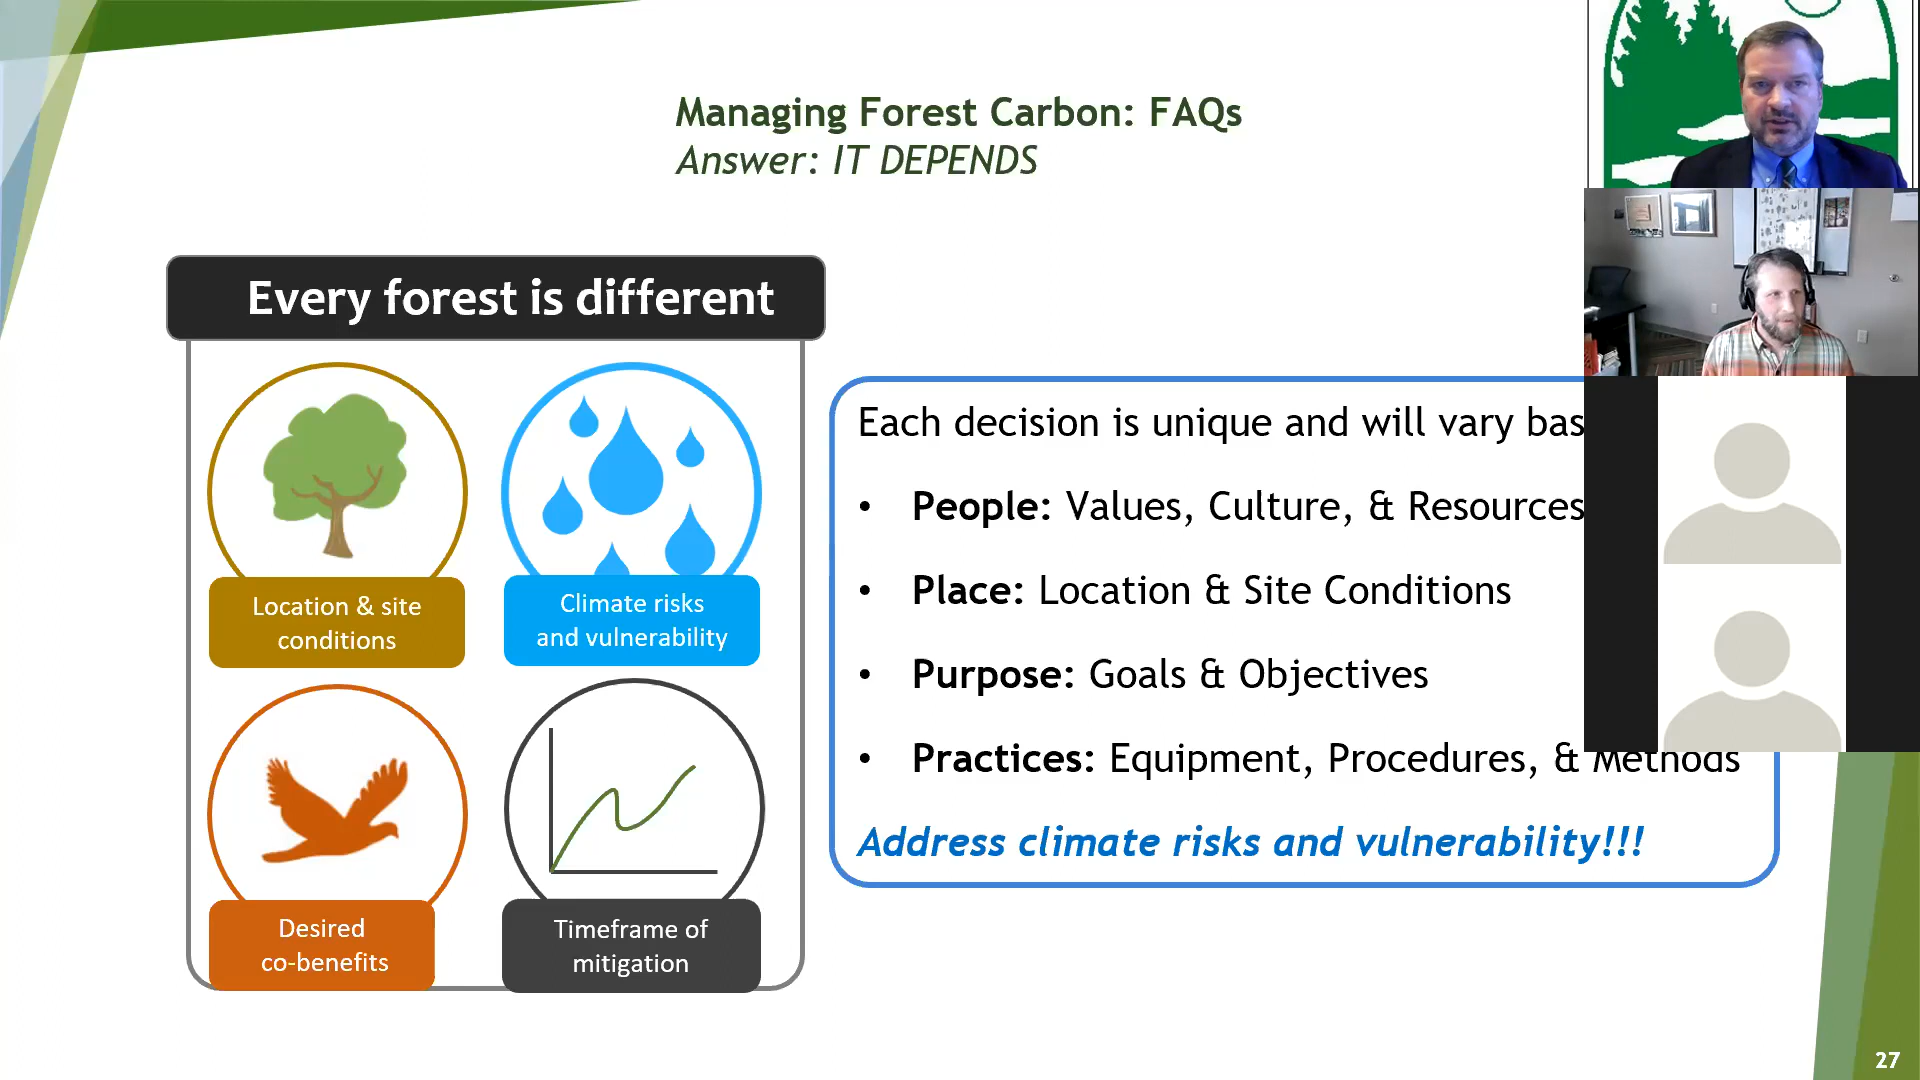 Managing Forest Carbon: FAQs
Answer: IT DEPENDS
Every forest is different
Location & site
conditions
Climate risks
and vulnerability
Desired
co-benefits
Timeframe of
mitigation
Each decision is unique and will vary bas
• People: Values, Culture, & Resources
• Place: Location & Site Conditions
• Purpose: Goals & Objectives
• Practices: Equipment, Procedures, & Methods
Address climate risks and vulnerability!!!
27